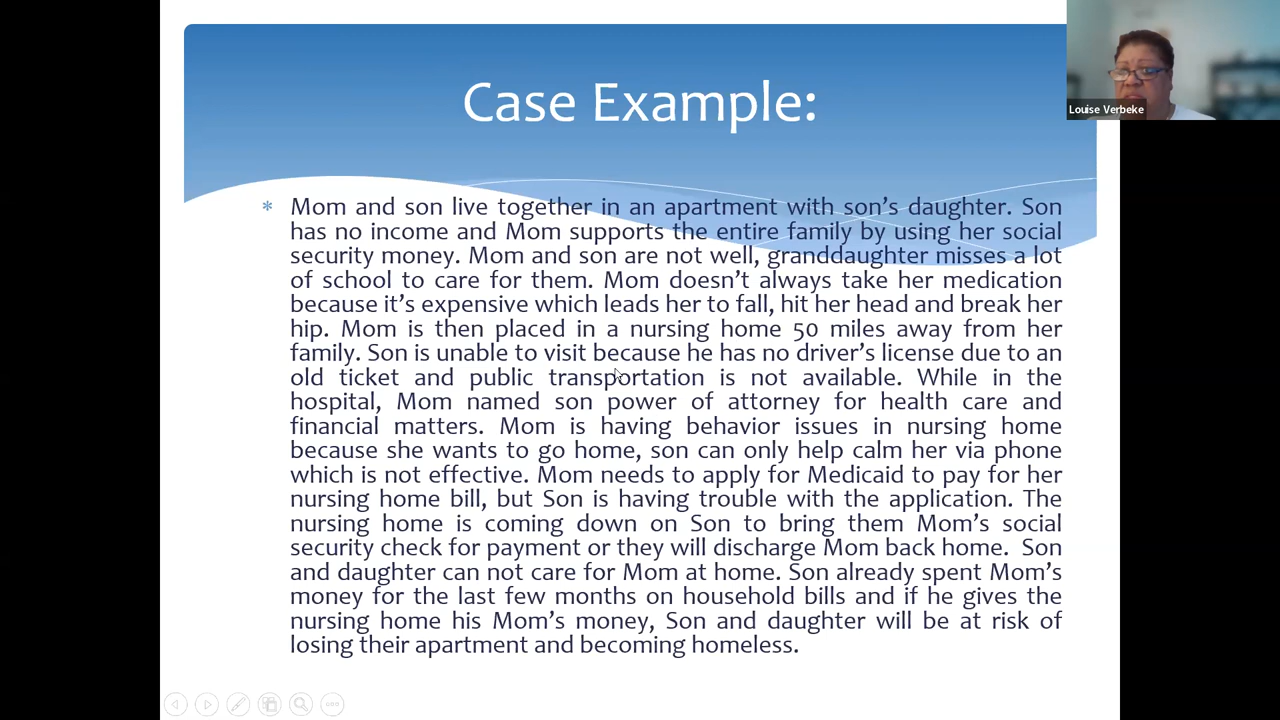 Case Example:
Louise Verbeke
* Mom and son live together in an apartment with son's daughter. Son
has no income and Mom supports the entire family by using her social
security money. Mom and son are not well, granddaughter misses a lot
of school to care for them. Mom doesn't always take her medication
because it's expensive which leads her to fall, hit her head and break her
hip. Mom is then placed in a nursing home 50 miles away from her
family. Son is unable to visit because he has no driver's license due to an
old ticket and public transportation is not available. While in the
hospital, Mom named son power of attorney for health care and
financial matters. Mom is having behavior issues in nursing home
because she wants to go home, son can only help calm her via phone
which is not effective. Mom needs to apply for Medicaid to pay for her
nursing home bill, but Son is having trouble with the application. The
nursing home is coming down on Son to bring them Mom's social
security check for payment or they will discharge Mom back home. Son
and daughter can not care for Mom at home. Son already spent Mom's
money for the last few months on household bills and if he gives the
nursing home his Mom's money, Son and daughter will be at risk of
losing their apartment and becoming homeless.